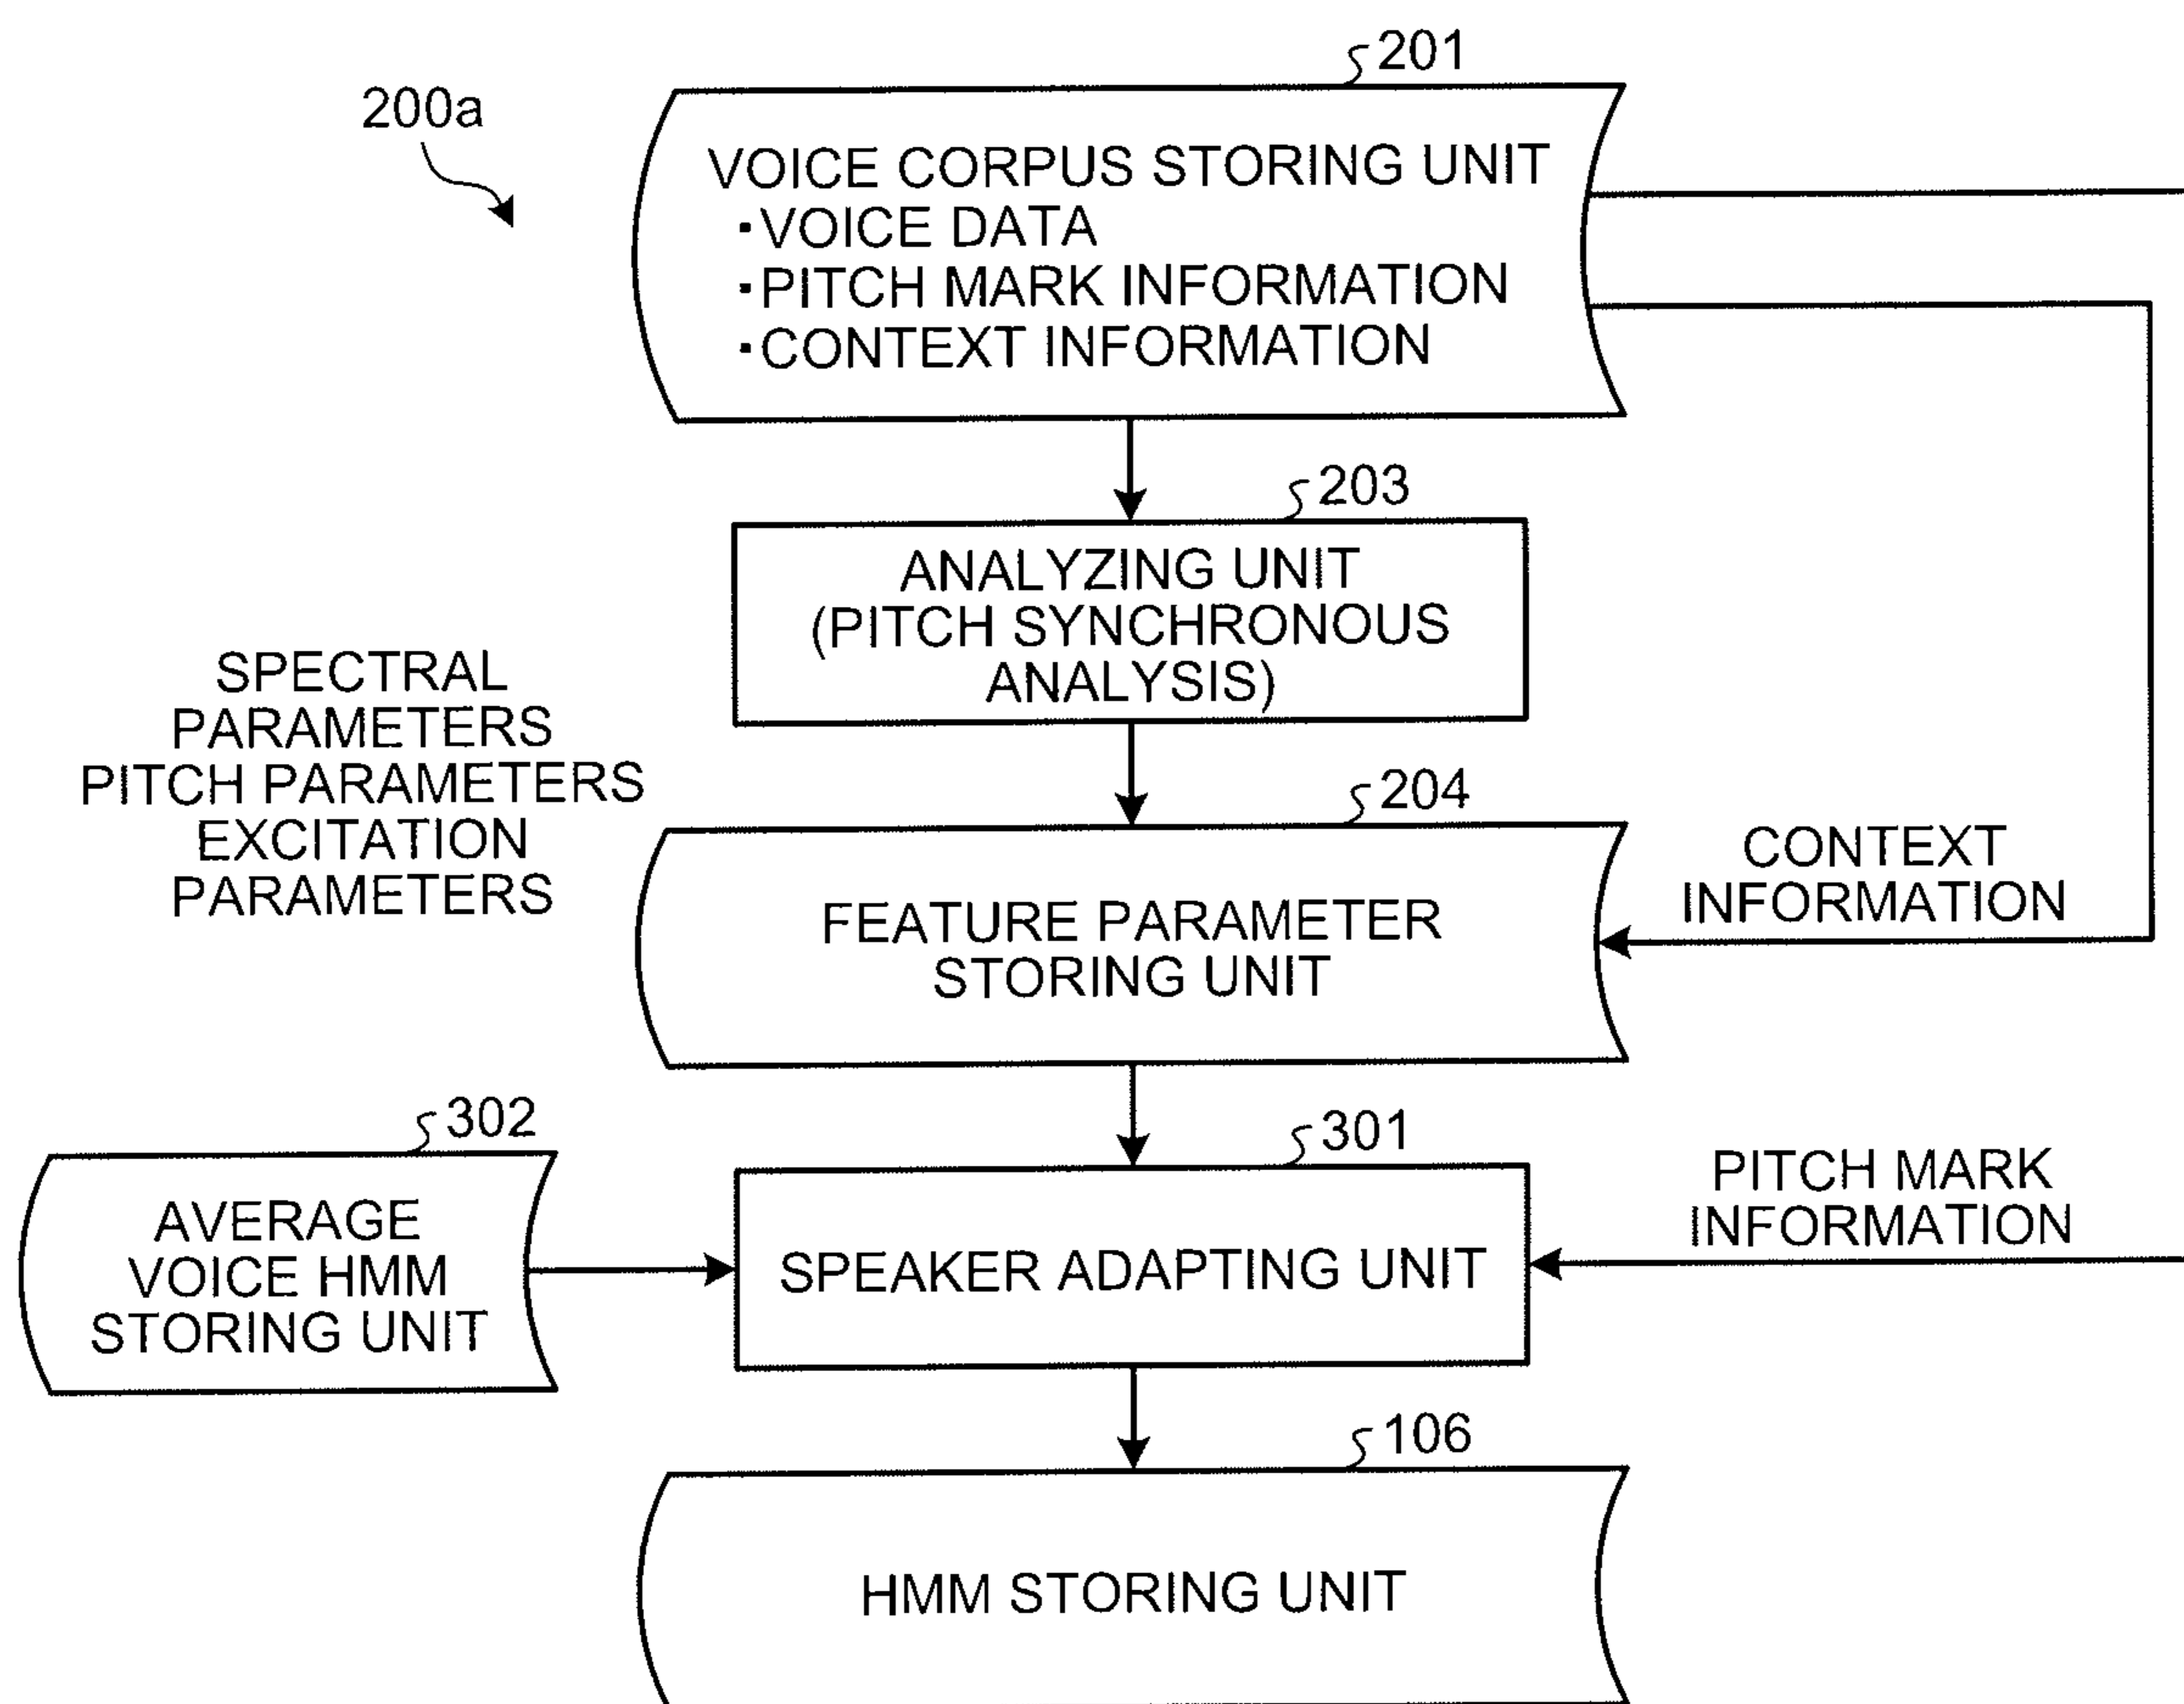 201
200a
VOICE CORPUS STORING UNIT
・VOICE DATA
・PITCH MARK INFORMATION
・CONTEXT INFORMATION
203
ANALYZING UNIT
(PITCH SYNCHRONOUS
ANALYSIS)
SPECTRAL
PARAMETERS
PITCH PARAMETERS
EXCITATION
PARAMETERS
204
FEATURE PARAMETER
STORING UNIT
CONTEXT
INFORMATION
302
AVERAGE
VOICE HMM
STORING UNIT
301
SPEAKER ADAPTING UNIT
PITCH MARK
INFORMATION
106
HMM STORING UNIT